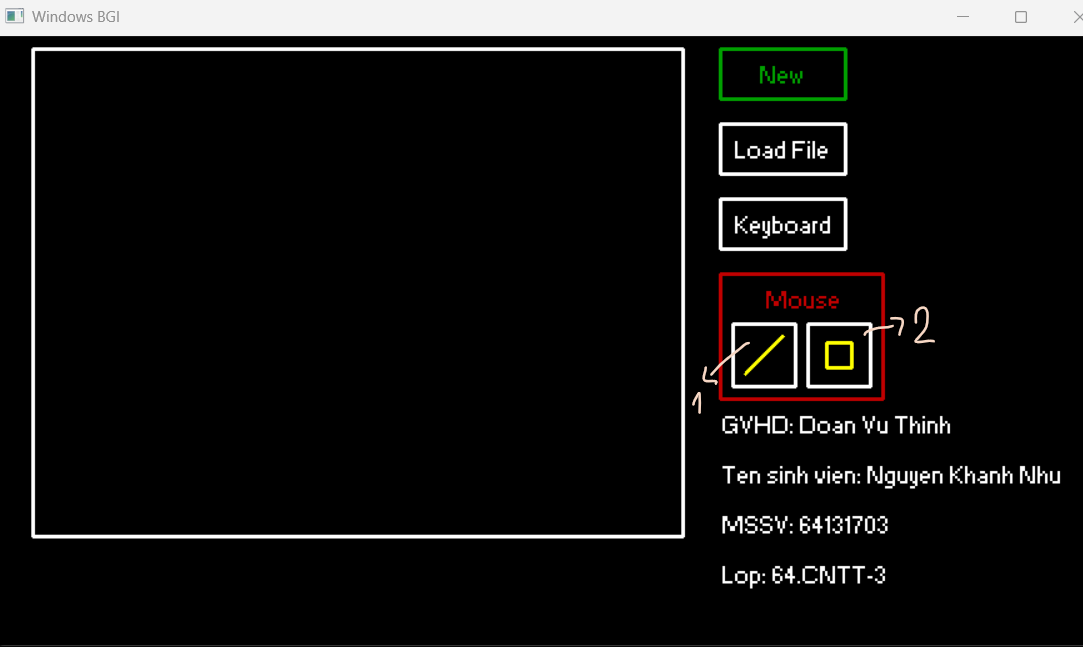 Windows BGI
New
Load File
Keyboard
Mouse
1
2
GVHD: Doan Vu Thinh
Ten sinh vien: Nguyen Khanh Nhu
MSSV: 64131703
Lop: 64.CNTT-3